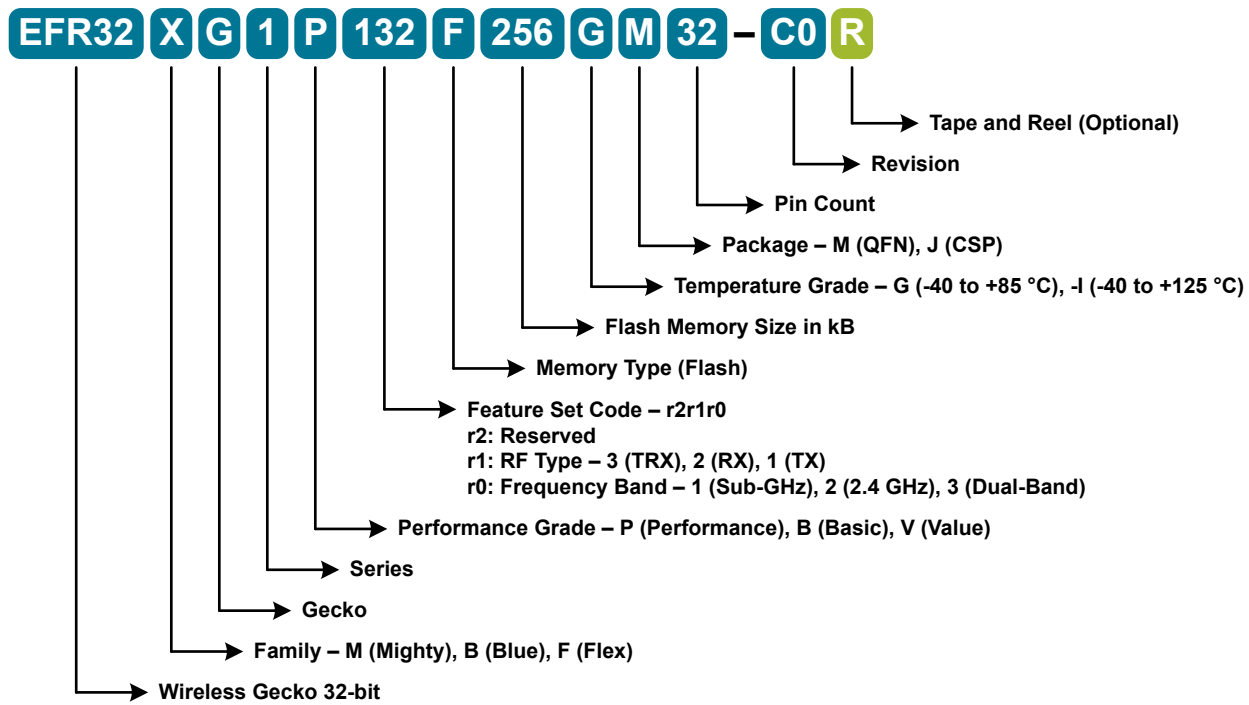 EFR32 X G 1 P 132 F 256 G M 32 – C0 R
Tape and Reel (Optional)
Revision
Pin Count
Package – M (QFN), J (CSP)
Temperature Grade – G (-40 to +85 °C), -I (-40 to +125 °C)
Flash Memory Size in kB
Memory Type (Flash)
Feature Set Code – r2r1r0
r2: Reserved
r1: RF Type – 3 (TRX), 2 (RX), 1 (TX)
r0: Frequency Band – 1 (Sub-GHz), 2 (2.4 GHz), 3 (Dual-Band)
Performance Grade – P (Performance), B (Basic), V (Value)
Series
Gecko
Family – M (Mighty), B (Blue), F (Flex)
Wireless Gecko 32-bit